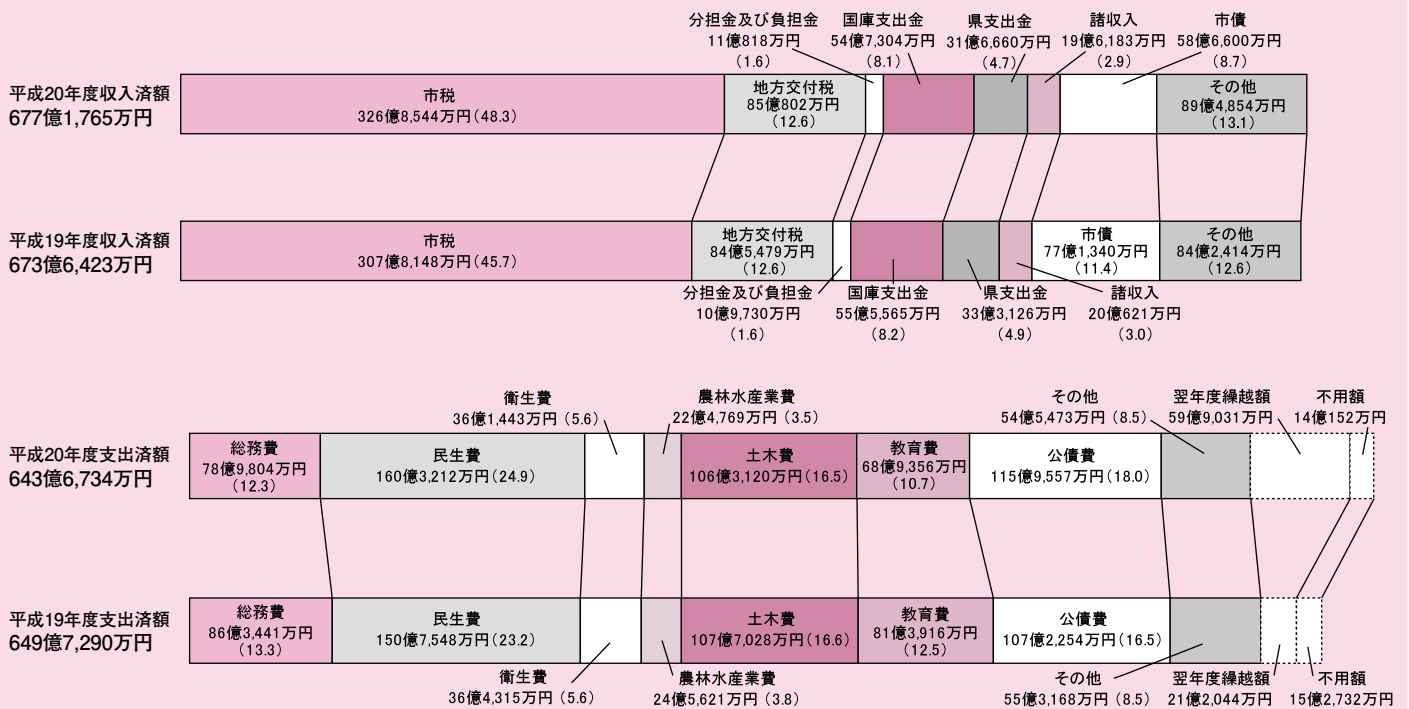 分担金及び負担金
11億818万円
（1.6）
国庫支出金
54億7,304万円
（8.1）
県支出金
31億6,660万円
（4.7）
諸収入
19億6,183万円
（2.9）
市債
58億6,600万円
（8.7）
平成20年度収入済額
677億1,765万円
市税
326億8,544万円（48.3）
地方交付税
85億802万円
（12.6）
その他
89億4,854万円
（13.1）
平成19年度収入済額
673億6,423万円
市税
307億8,148万円（45.7）
地方交付税
84億5,479万円
（12.6）
市債
77億1,340万円
（11.4）
その他
84億2,414万円
（12.6）
分担金及び負担金
10億9,730万円
（1.6）
国庫支出金
55億5,565万円
（8.2）
県支出金
33億3,126万円
（4.9）
諸収入
20億621万円
（3.0）
衛生費
36億1,443万円（5.6）
農林水産業費
22億4,769万円（3.5）
その他
54億5,473万円（8.5）
翌年度繰越額
59億9,031万円
不用額
14億152万円
平成20年度支出済額
643億6,734万円
総務費
78億9,804万円
（12.3）
民生費
160億3,212万円（24.9）
土木費
106億3,120万円（16.5）
教育費
68億9,356万円
（10.7）
公債費
115億9,557万円（18.0）
平成19年度支出済額
649億7,290万円
総務費
86億3,441万円
（13.3）
民生費
150億7,548万円（23.2）
土木費
107億7,028万円（16.6）
教育費
81億3,916万円
（12.5）
公債費
107億2,254万円（16.5）
衛生費
36億4,315万円（5.6）
農林水産業費
24億5,621万円（3.8）
その他
55億3,168万円（8.5）
翌年度繰越額
21億2,044万円
不用額
15億2,732万円